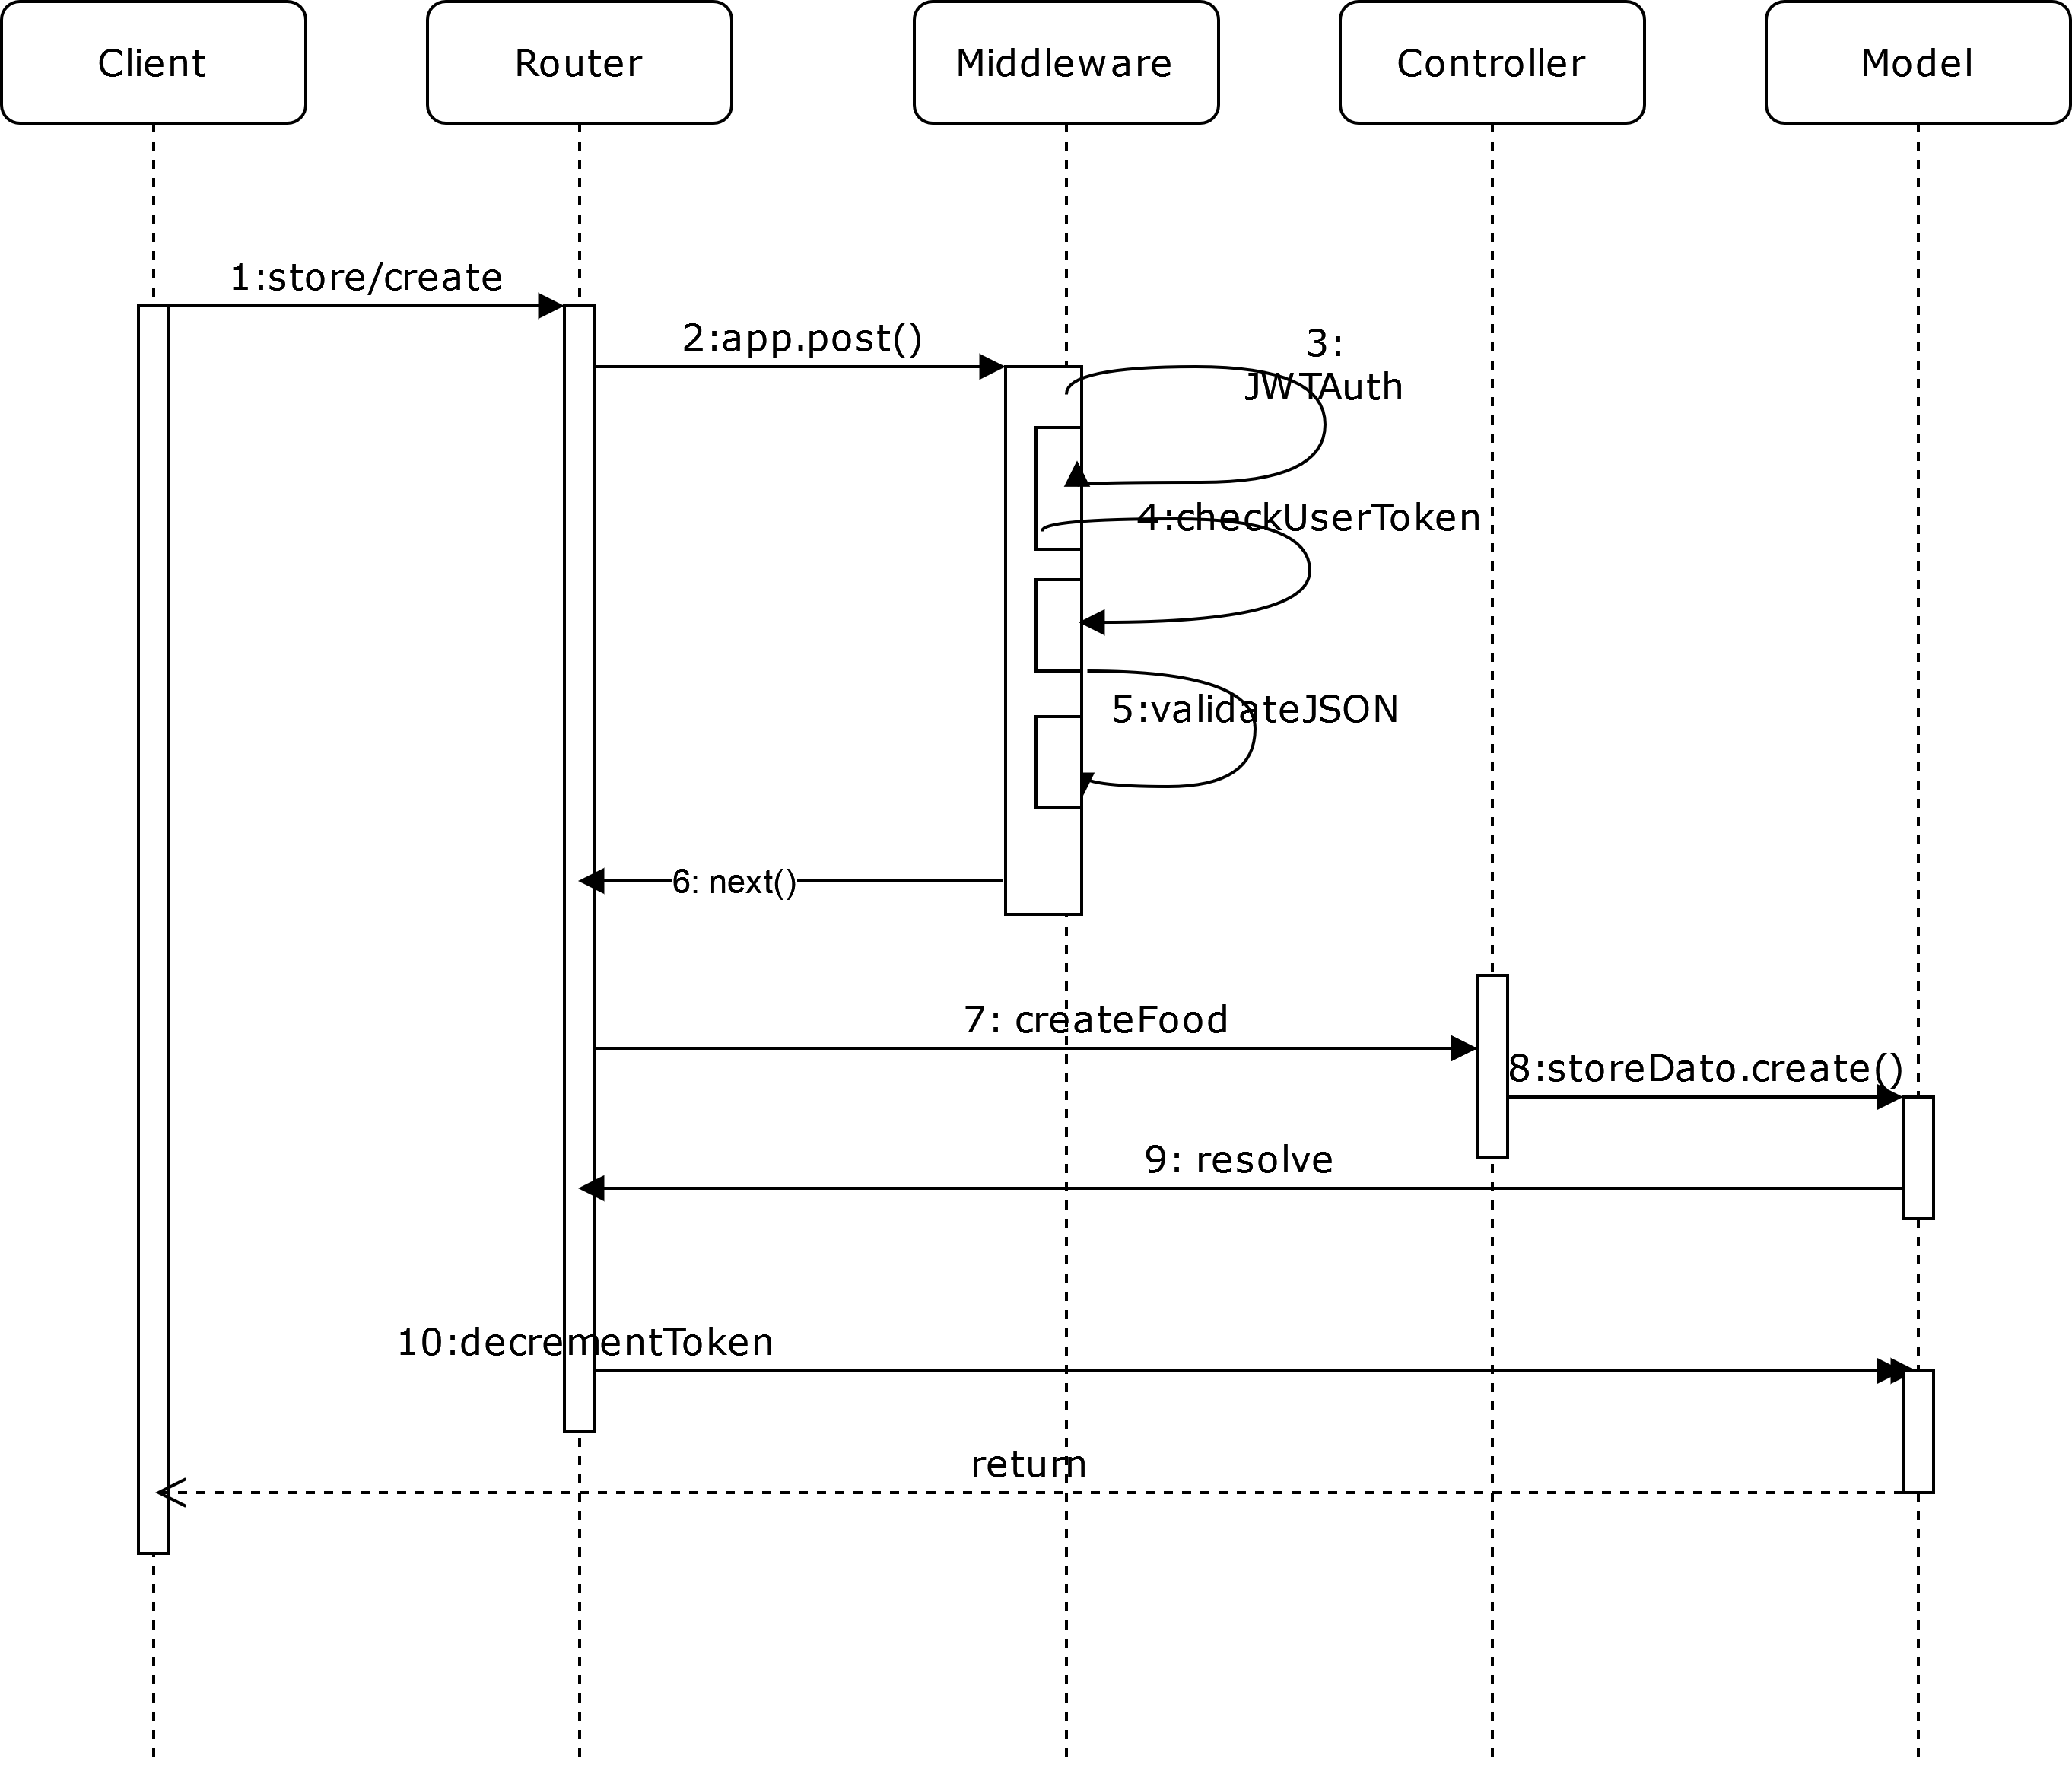 Client
Router
Middleware
Controller
Model
1:store/create
2:app.post()
3:
JWTAuth
4:checkUserToken
5:validateJSON
6: next()
7: createFood
8:storeDato.create()
9: resolve
10:decrementToken
return